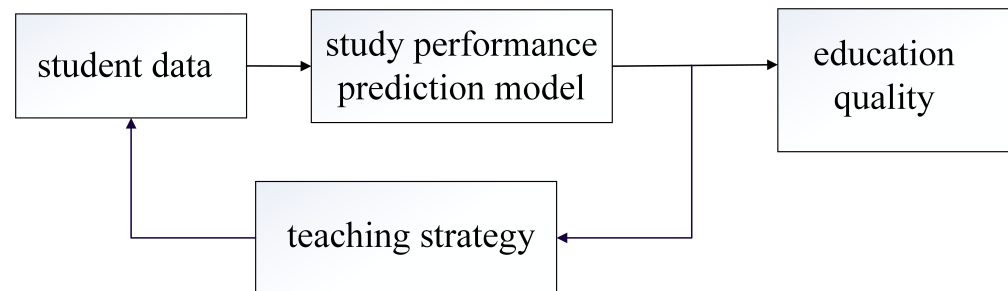 student data
study performance
prediction model
education
quality
teaching strategy